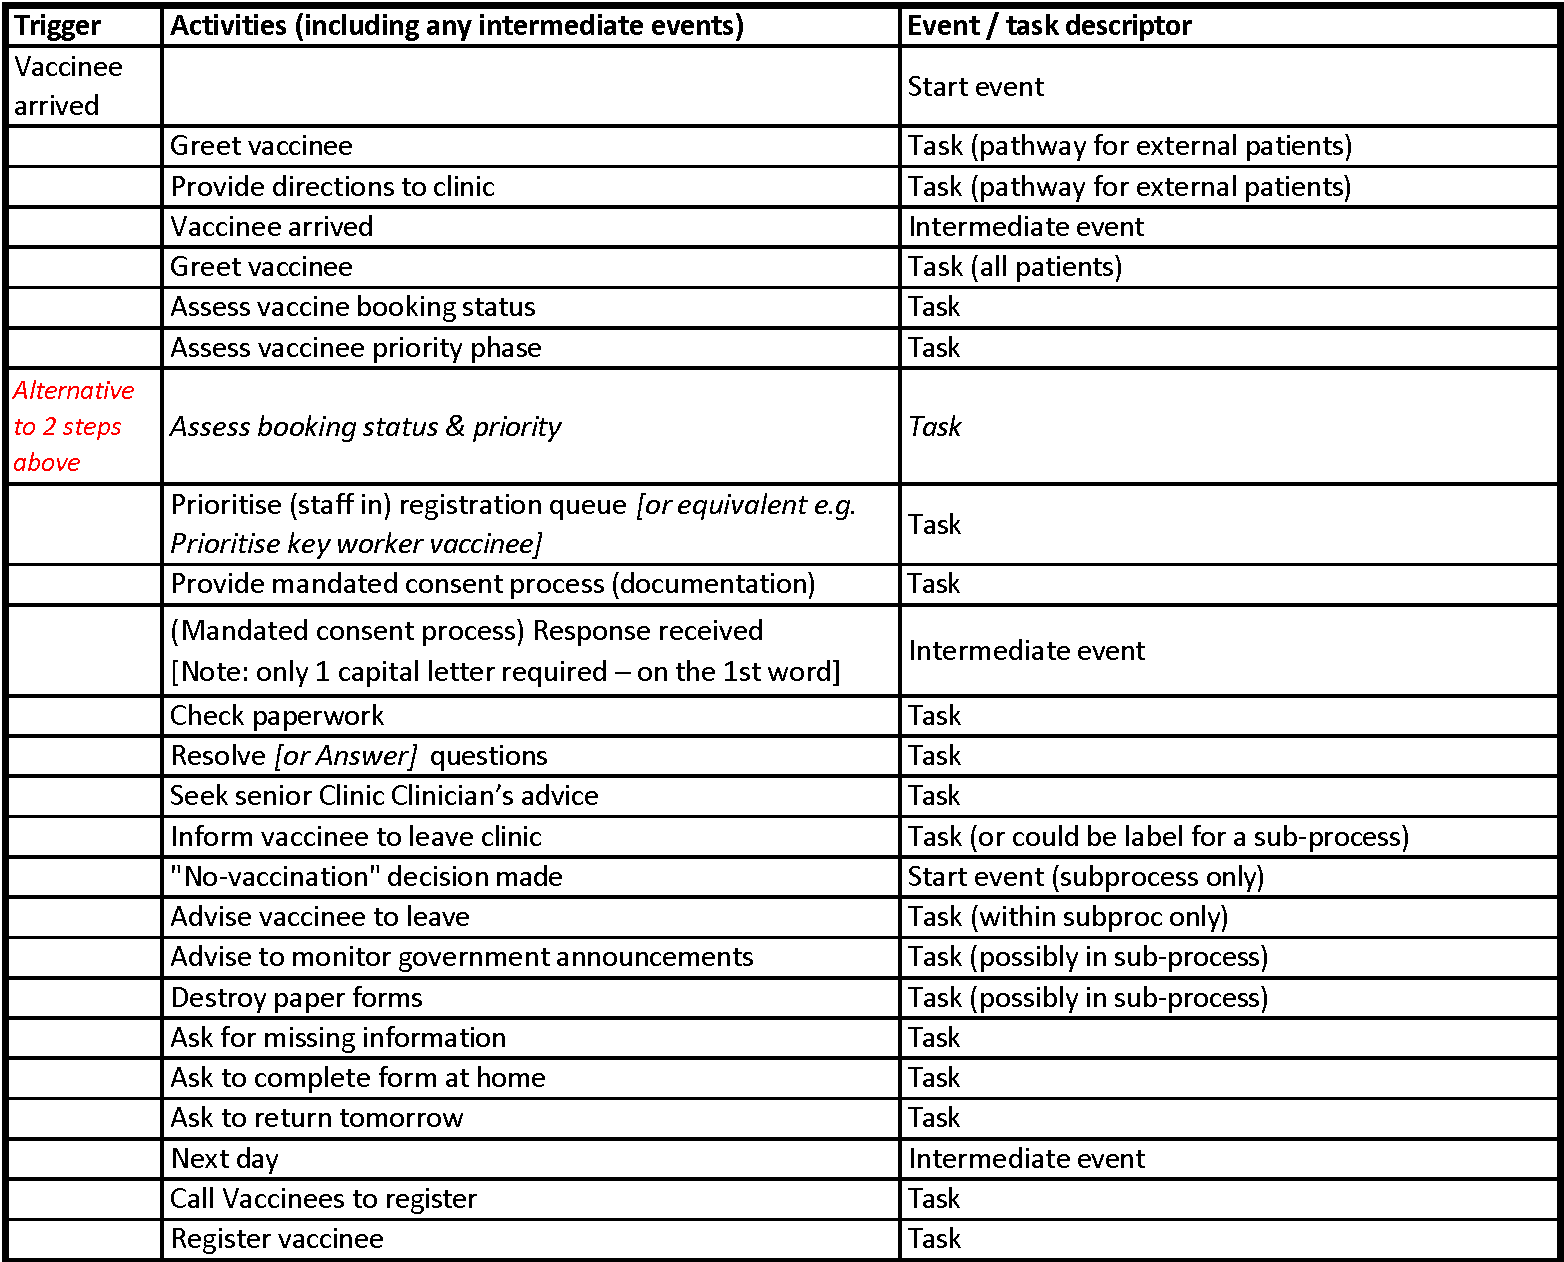 Trigger Activities (including any intermediate events) Event / task descriptor
Vaccinee
arrived
Start event
Greet vaccinee Task (pathway for external patients)
Provide directions to clinic Task (pathway for external patients)
Vaccinee arrived Intermediate event
Greet vaccinee Task (all patients)
Assess vaccine booking status Task
Assess vaccinee priority phase Task
Alternative
to 2 steps
above
Assess booking status & priority Task
Prioritise (staff in) registration queue [or equivalent e.g.
Prioritise key worker vaccinee]
Task
Provide mandated consent process (documentation) Task
(Mandated consent process) Response received
[Note: only 1 capital letter required – on the 1st word]
Intermediate event
Check paperwork Task
Resolve [or Answer] questions Task
Seek senior Clinic Clinician’s advice Task
Inform vaccinee to leave clinic Task (or could be label for a sub-process)
"No-vaccination" decision made Start event (subprocess only)
Advise vaccinee to leave Task (within subproc only)
Advise to monitor government announcements Task (possibly in sub-process)
Destroy paper forms Task (possibly in sub-process)
Ask for missing information Task
Ask to complete form at home Task
Ask to return tomorrow Task
Next day Intermediate event
Call Vaccinees to register Task
Register vaccinee Task